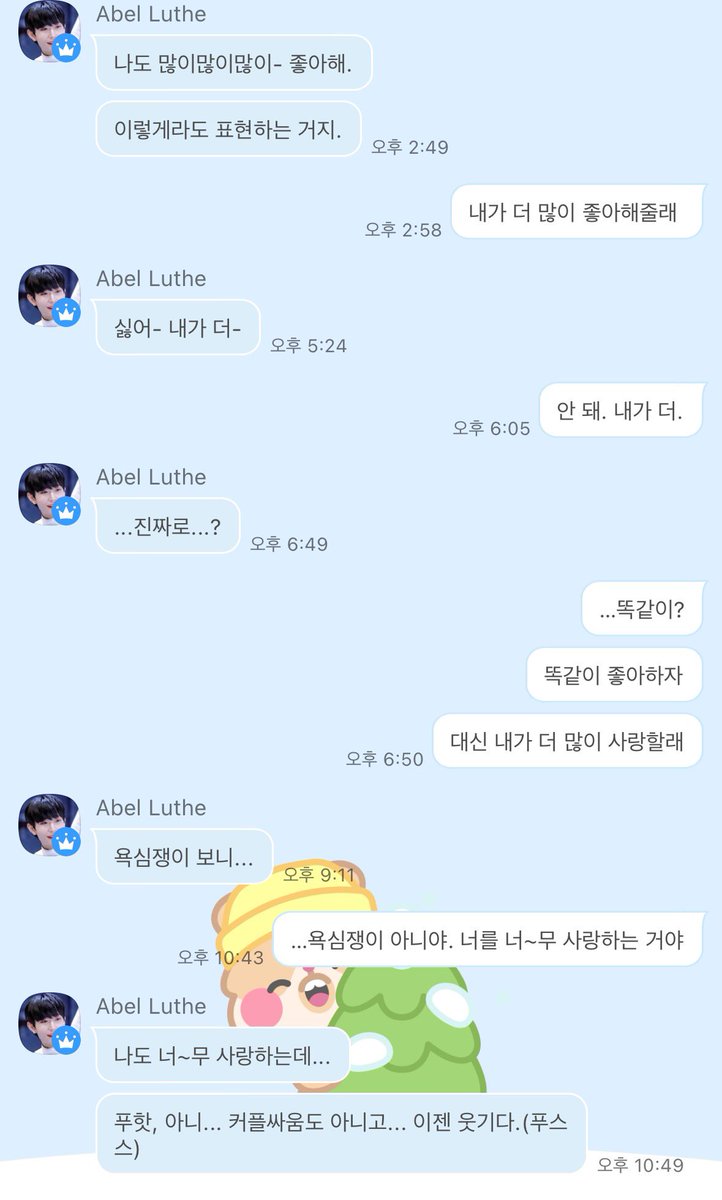 Abel Luthe
나도 많이많이많이- 좋아해.
이렇게라도 표현하는 거지.
오후 2:49
내가 더 많이 좋아해줄래
오후 2:58
Abel Luthe
싫어- 내가 더-
오후 5:24
안 돼. 내가 더.
오후 6:05
Abel Luthe
...진짜로...?
오후 6:49
...똑같이?
똑같이 좋아하자
대신 내가 더 많이 사랑할래
오후 6:50
Abel Luthe
욕심쟁이 보니...
오후 9:11
...욕심쟁이 아니야. 너를 너~무 사랑하는 거야
오후 10:43
Abel Luthe
나도 너~무 사랑하는데...
푸핫, 아니... 커플싸움도 아니고... 이젠 웃기다.(푸스
스)
오후 10:49